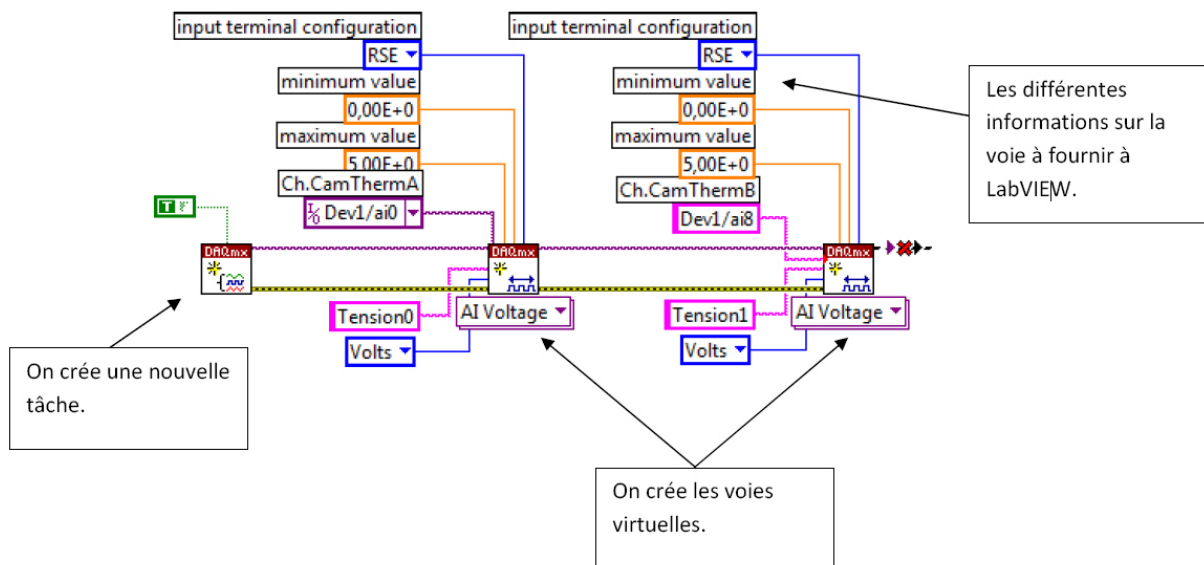 input terminal configuration
RSE
minimum value
0,00E+0
maximum value
5,00E+0
Ch.CamThermA
I/O Dev1/ai0
T F
DAQmx
DAQmx
Tension0
AI Voltage
Volts
input terminal configuration
RSE
minimum value
0,00E+0
maximum value
5,00E+0
Ch.CamThermB
Dev1/ai8
DAQmx
Tension1
AI Voltage
Volts
Les différentes
informations sur la
voie à fournir à
LabVIEW.
On crée une nouvelle
tâche.
On crée les voies
virtuelles.